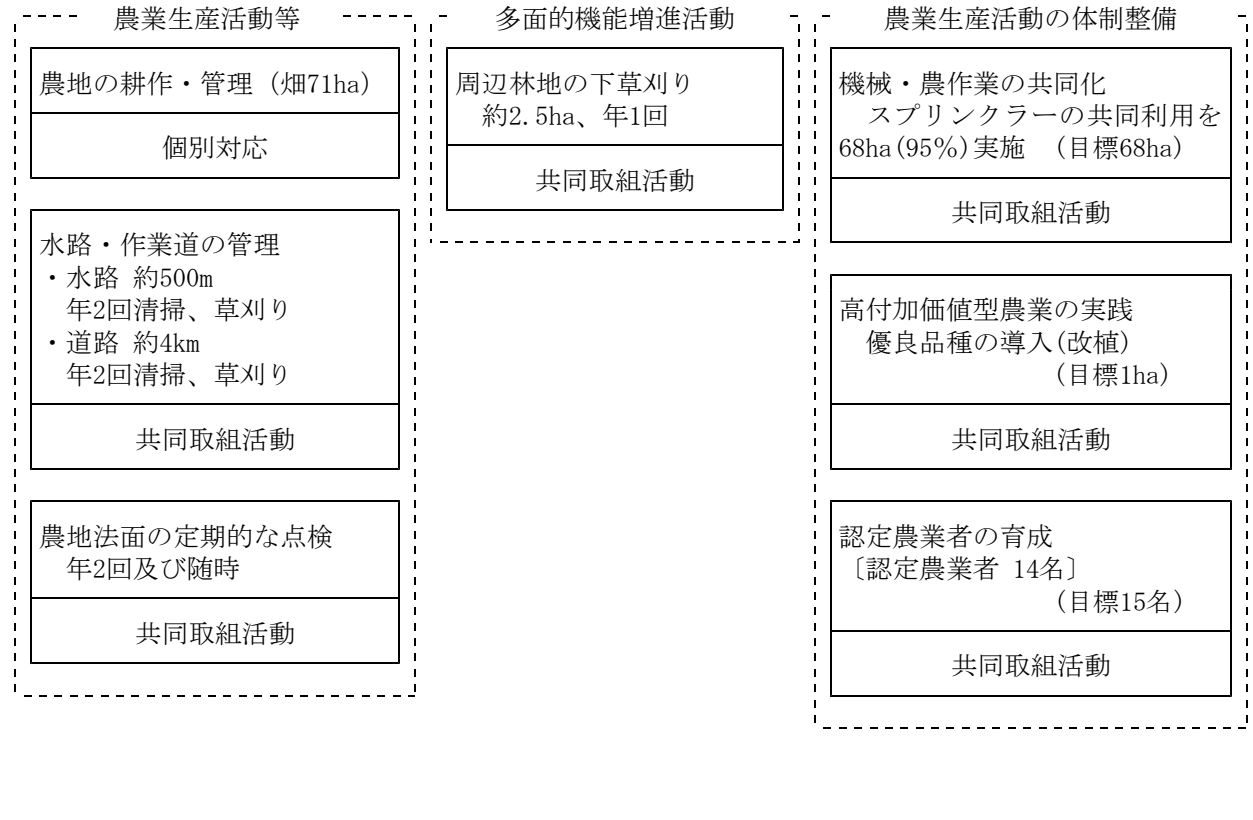 農業生産活動等
農地の耕作・管理（畑71ha）
個別対応
水路・作業道の管理
・水路 約500m
年2回清掃、草刈り
・道路 約4km
年2回清掃、草刈り
共同取組活動
農地法面の定期的な点検
年2回及び随時
共同取組活動
多面的機能増進活動
周辺林地の下草刈り
約2.5ha、年1回
共同取組活動
農業生産活動の体制整備
機械・農作業の共同化
スプリンクラーの共同利用を
68ha(95％)実施 （目標68ha）
共同取組活動
高付加価値型農業の実践
優良品種の導入(改植)
（目標1ha）
共同取組活動
認定農業者の育成
〔認定農業者 14名〕
（目標15名）
共同取組活動